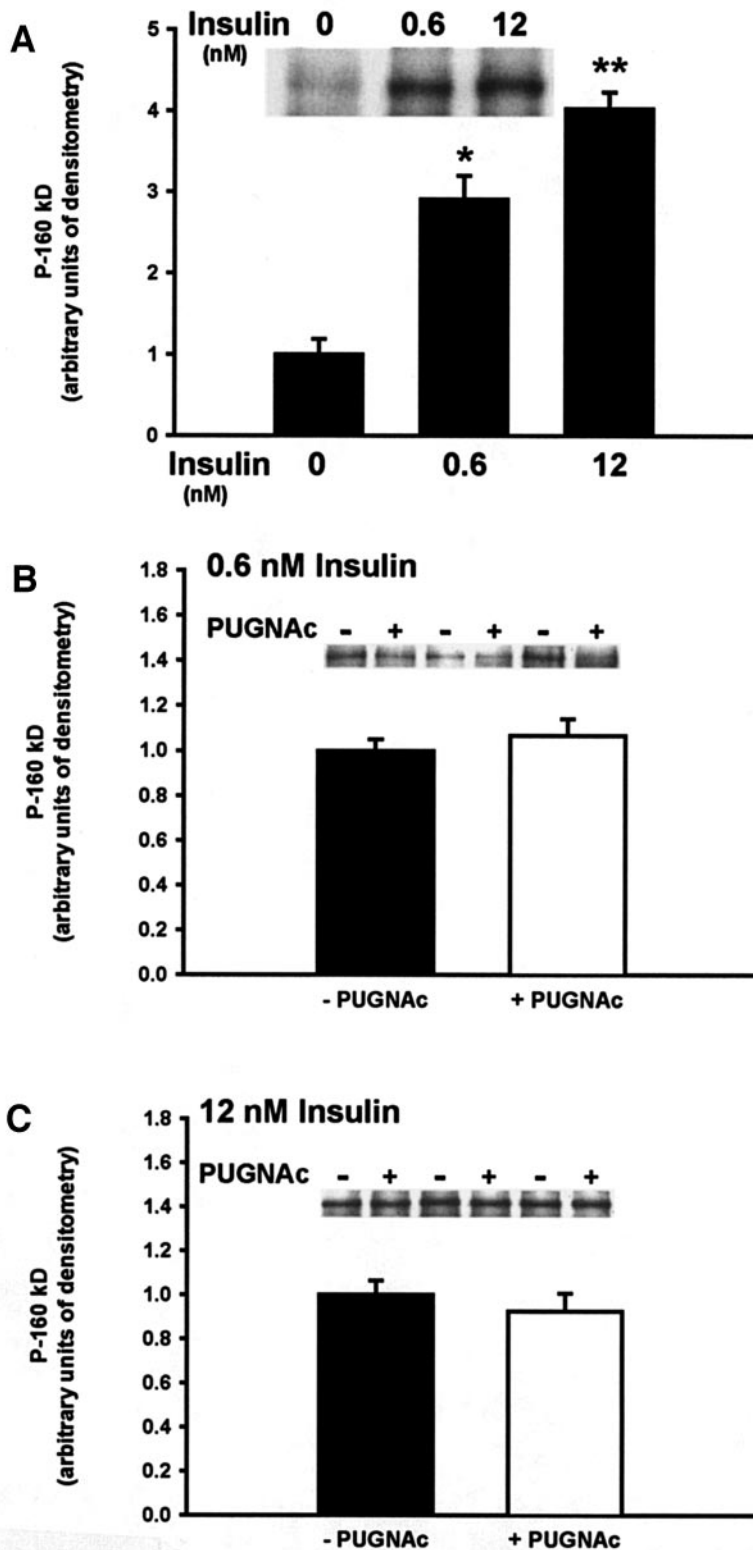 A
Insulin 0 0.6 12
(nM)
5
4
3
2
1
0
*
**
P-160 kD
(arbitrary units of densitometry)
Insulin 0 0.6 12
(nM)
B
0.6 nM Insulin
PUGNAc - + - + - +
1.8
1.6
1.4
1.2
1.0
0.8
0.6
0.4
0.2
0.0
P-160 kD
(arbitrary units of densitometry)
- PUGNAc + PUGNAc
C
12 nM Insulin
PUGNAc - + - + - +
1.8
1.6
1.4
1.2
1.0
0.8
0.6
0.4
0.2
0.0
P-160 kD
(arbitrary units of densitometry)
- PUGNAc + PUGNAc